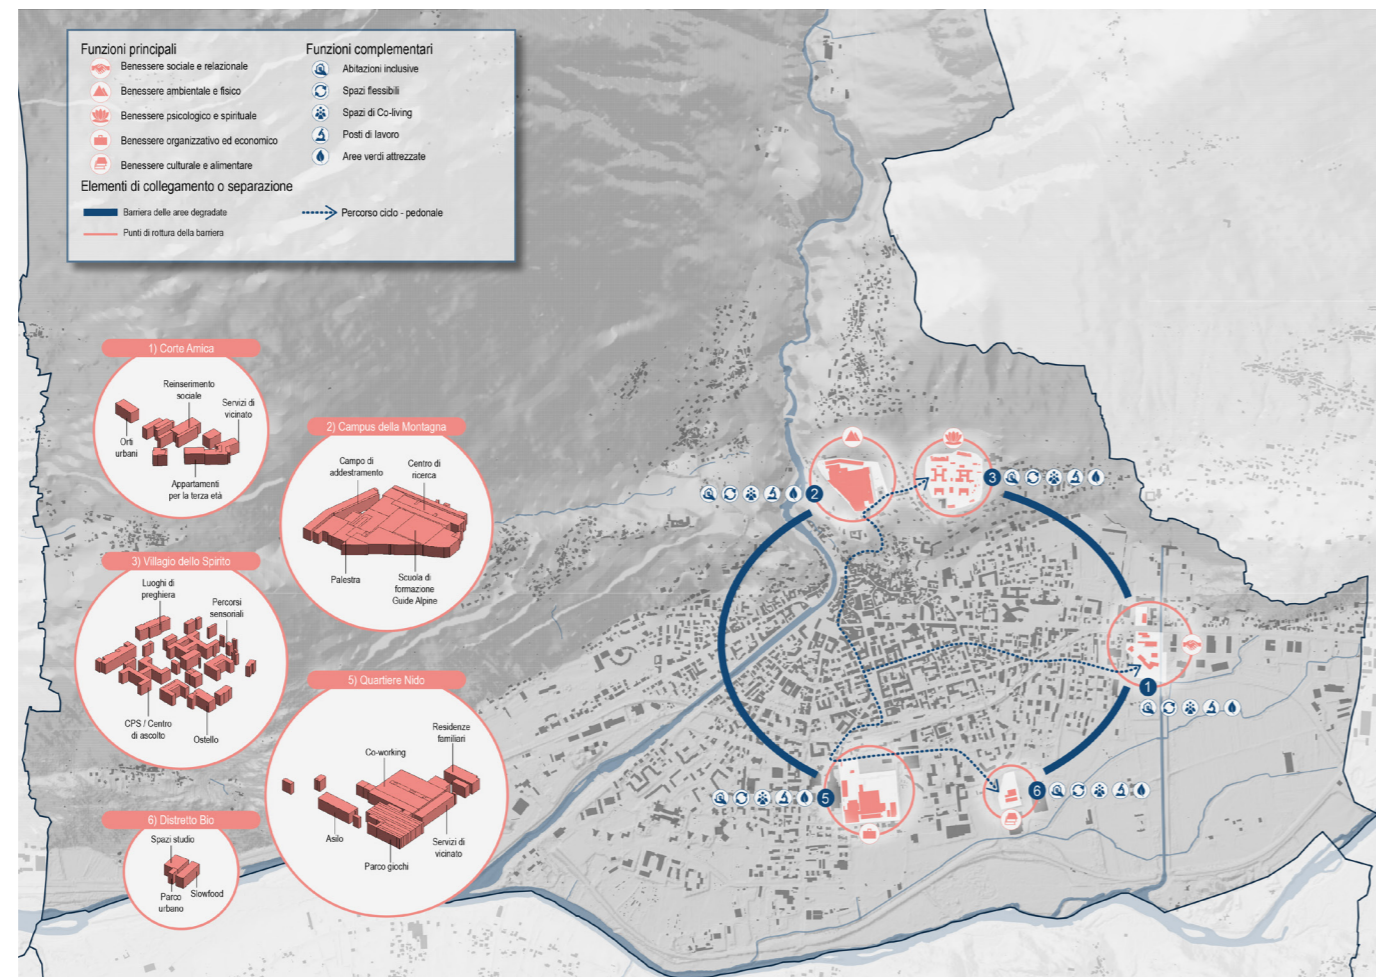 Funzioni principali
Benessere sociale e relazionale
Benessere ambientale e fisico
Benessere psicologico e spirituale
Benessere organizzativo ed economico
Benessere culturale e alimentare
Funzioni complementari
Abitazioni inclusive
Spazi flessibili
Spazi di Co-living
Posti di lavoro
Aree verdi attrezzate
Elementi di collegamento o separazione
Barriera delle aree degradate
Percorso ciclo - pedonale
Punti di rottura della barriera
1) Corte Amica
Reinserimento
sociale
Servizi di
vicinato
Orti
urbani
Appartamenti
per la terza età
2) Campus della Montagna
Campo di
addestramento
Centro di
ricerca
Palestra
Scuola di
formazione
Guide Alpine
3) Villagio dello Spirito
Luoghi di
preghiera
Percorsi
sensoriali
CPS / Centro
di ascolto
Ostello
5) Quartiere Nido
Residenze
familiari
Co-working
Asilo
Servizi di
vicinato
Parco giochi
6) Distretto Bio
Spazi studio
Parco
urbano
Slowfood
2
3
1
5
6